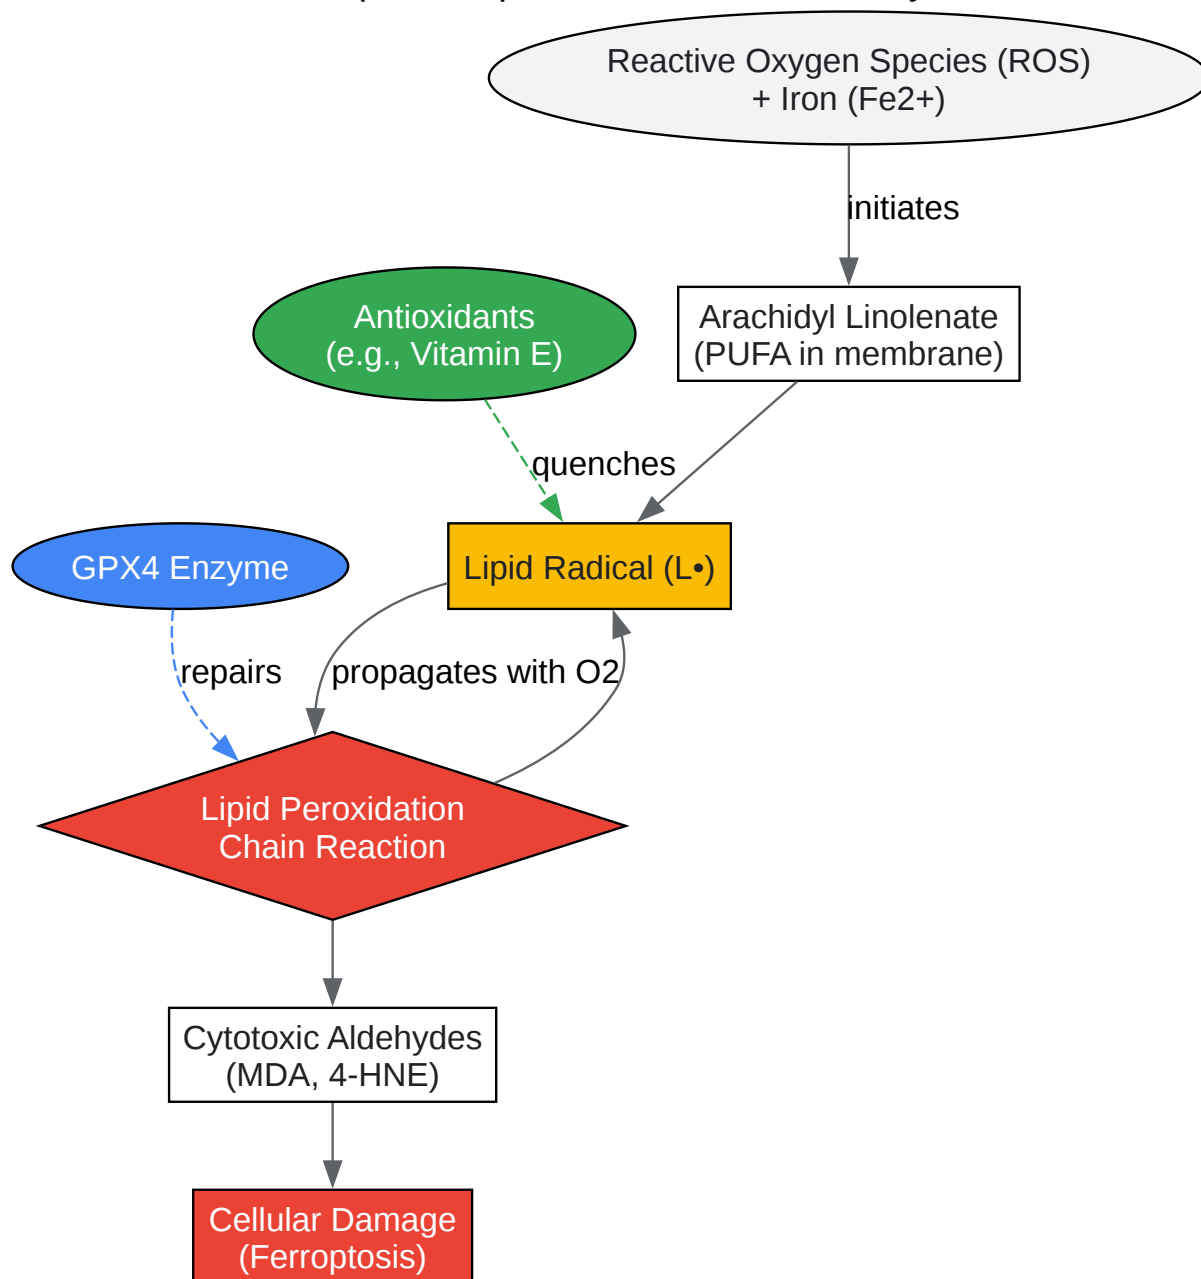 Reactive Oxygen Species (ROS)
+ Iron (Fe2+)
initiates
Antioxidants
(e.g., Vitamin E)
Arachidyl Linolenate
(PUFA in membrane)
quenches
GPX4 Enzyme
Lipid Radical (L•)
repairs
propagates with O2
Lipid Peroxidation
Chain Reaction
Cytotoxic Aldehydes
(MDA, 4-HNE)
Cellular Damage
(Ferroptosis)